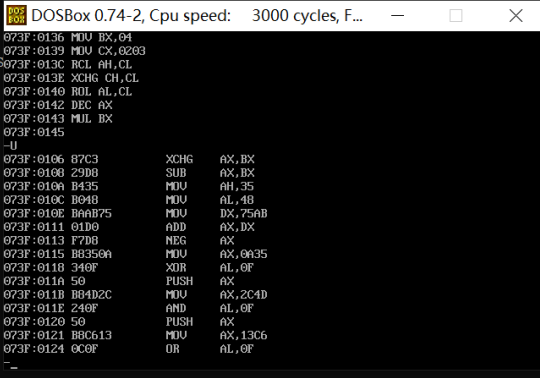 DOS
BOX
DOSBox 0.74-2, Cpu speed: 3000 cycles, F...
073F:0136 MOV BX,04
073F:0139 MOV CX,0203
073F:013C RCL AH,CL
073F:013E XCHG CH,CL
073F:0140 ROL AL,CL
073F:0142 DEC AX
073F:0143 MUL BX
073F:0145
-U
073F:0106 87C3 XCHG AX,BX
073F:0108 29D8 SUB AX,BX
073F:010A B435 MOV AH,35
073F:010C B048 MOV AL,48
073F:010E BAAB75 MOV DX,75AB
073F:0111 01D0 ADD AX,DX
073F:0113 F7D8 NEG AX
073F:0115 B8350A MOV AX,0A35
073F:0118 340F XOR AL,0F
073F:011A 50 PUSH AX
073F:011B B84D2C MOV AX,2C4D
073F:011E 240F AND AL,0F
073F:0120 50 PUSH AX
073F:0121 B8C613 MOV AX,13C6
073F:0124 0C0F OR AL,0F
-